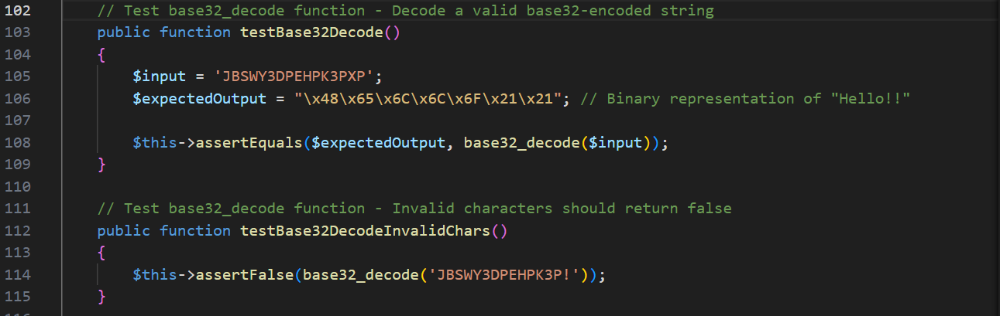 102 // Test base32_decode function - Decode a valid base32-encoded string
103 public function testBase32Decode()
104 {
105 $input = 'JBSWY3DPEHPK3PXP';
106 $expectedOutput = "\x48\x65\x6C\x6C\x6F\x21\x21"; // Binary representation of "Hello!!"
107
108 $this->assertEquals($expectedOutput, base32_decode($input));
109 }
110
111 // Test base32_decode function - Invalid characters should return false
112 public function testBase32DecodeInvalidChars()
113 {
114 $this->assertFalse(base32_decode('JBSWY3DPEHPK3P!'));
115 }